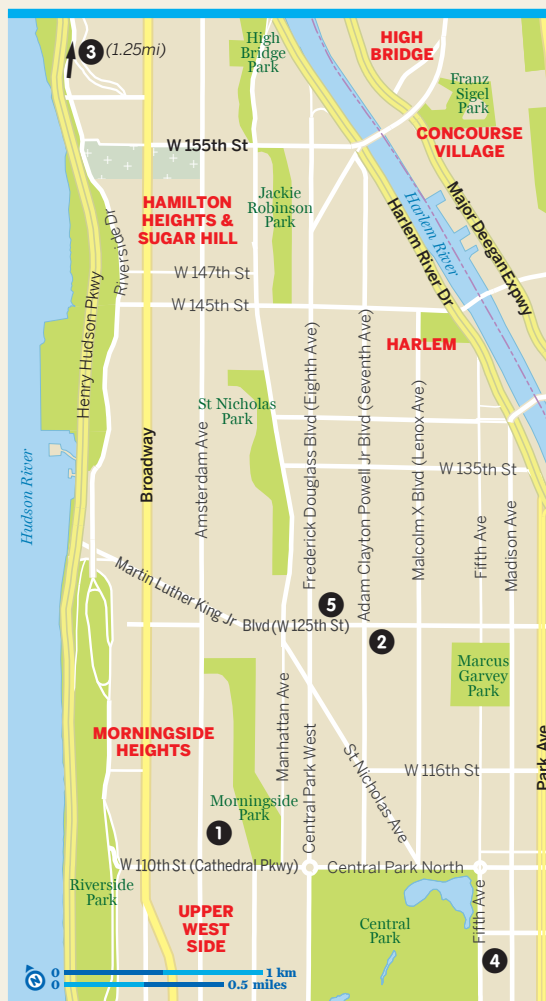 3 (1.25mi)
High
Bridge
Park
HIGH
BRIDGE
Franz
Sigel
Park
CONCOURSE
VILLAGE
W 155th St
HAMILTON
HEIGHTS &
SUGAR HILL
Jackie
Robinson
Park
Harlem River
Major Deegan Expwy
Harlem River Dr
Riverside Dr
Henry Hudson Pkwy
W 147th St
W 145th St
HARLEM
St Nicholas
Park
Hudson River
Broadway
Amsterdam Ave
Frederick Douglass Blvd (Eighth Ave)
Adam Clayton Powell Jr Blvd (Seventh Ave)
Malcolm X Blvd (Lenox Ave)
W 135th St
Fifth Ave
Madison Ave
Martin Luther King Jr
Blvd (W 125th St)
5
2
Marcus
Garvey
Park
MORNINGSIDE
HEIGHTS
Manhattan Ave
Central Park West
St Nicholas Ave
W 116th St
Park Ave
Morningside
Park
1
W 110th St (Cathedral Pkwy)
Central Park North
Riverside
Park
UPPER
WEST
SIDE
Central
Park
Fifth Ave
4
N
0 1 km
0 0.5 miles